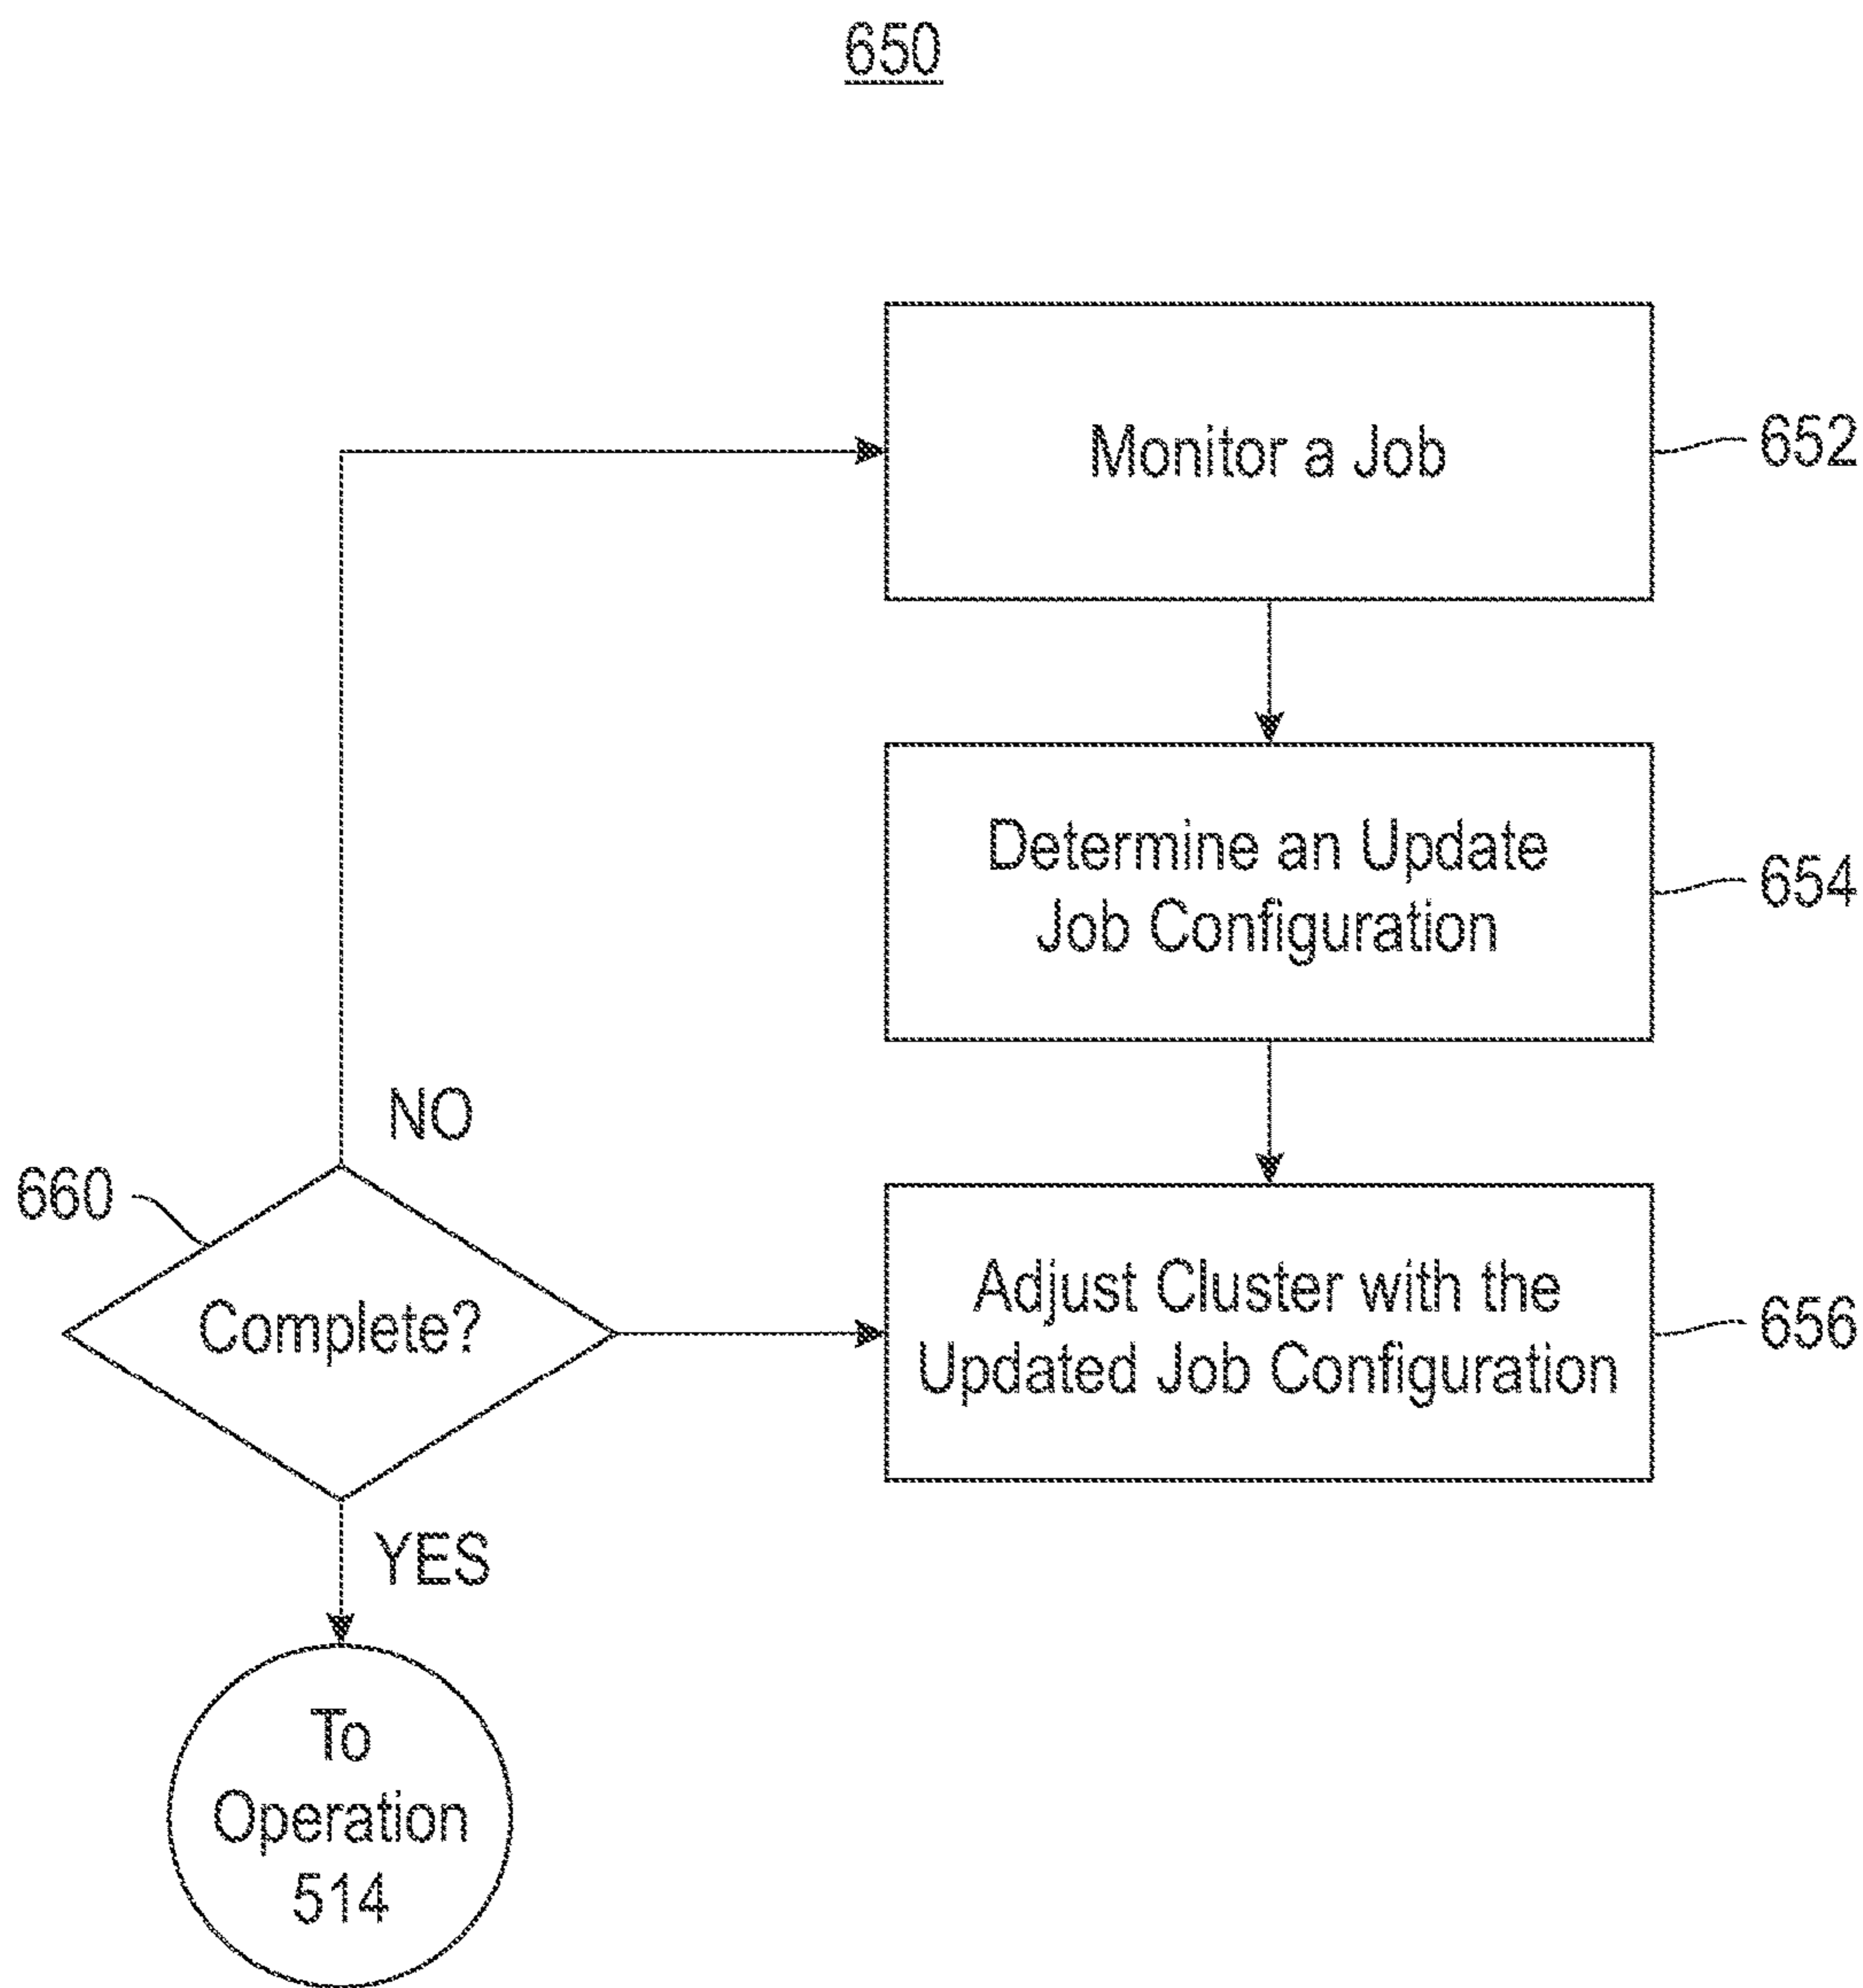 650
Monitor a Job
652
Determine an Update
Job Configuration
654
NO
660
Complete?
Adjust Cluster with the
Updated Job Configuration
656
YES
To
Operation
514